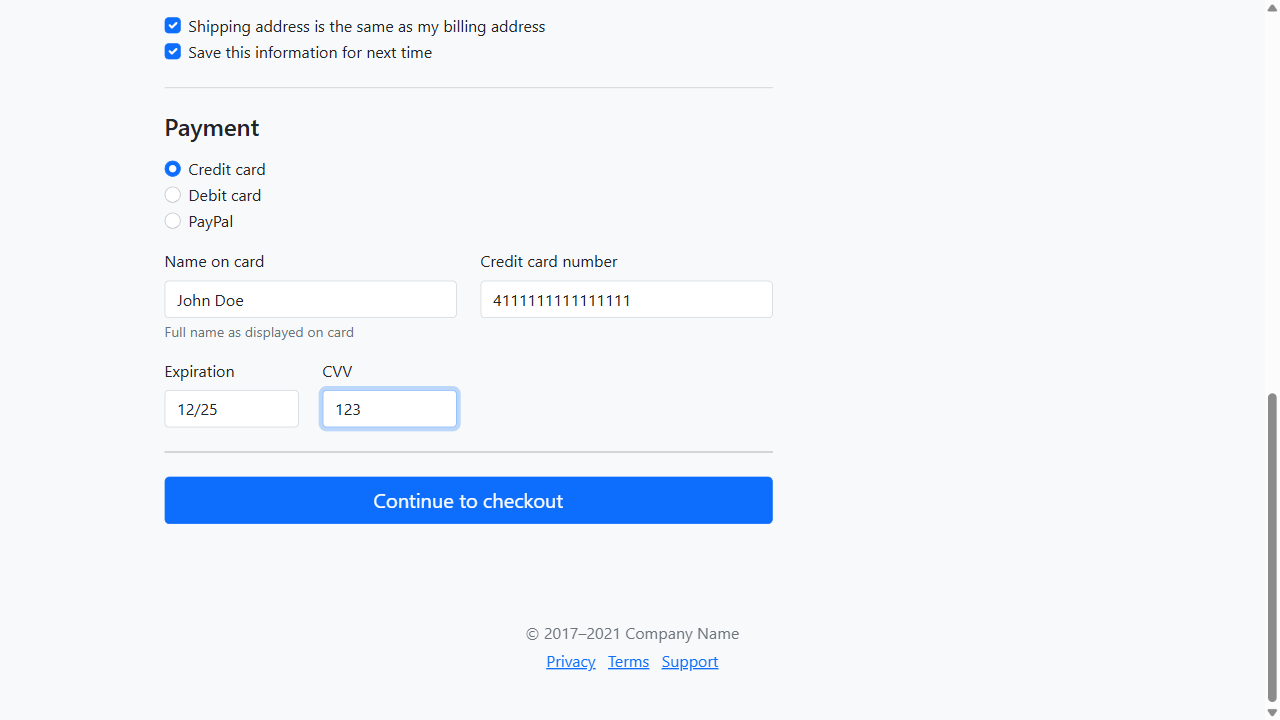 Shipping address is the same as my billing address
Save this information for next time
Payment
Credit card
Debit card
PayPal
Name on card
Credit card number
John Doe
4111111111111111
Full name as displayed on card
Expiration
CVV
12/25
123
Continue to checkout
© 2017–2021 Company Name
Privacy Terms Support